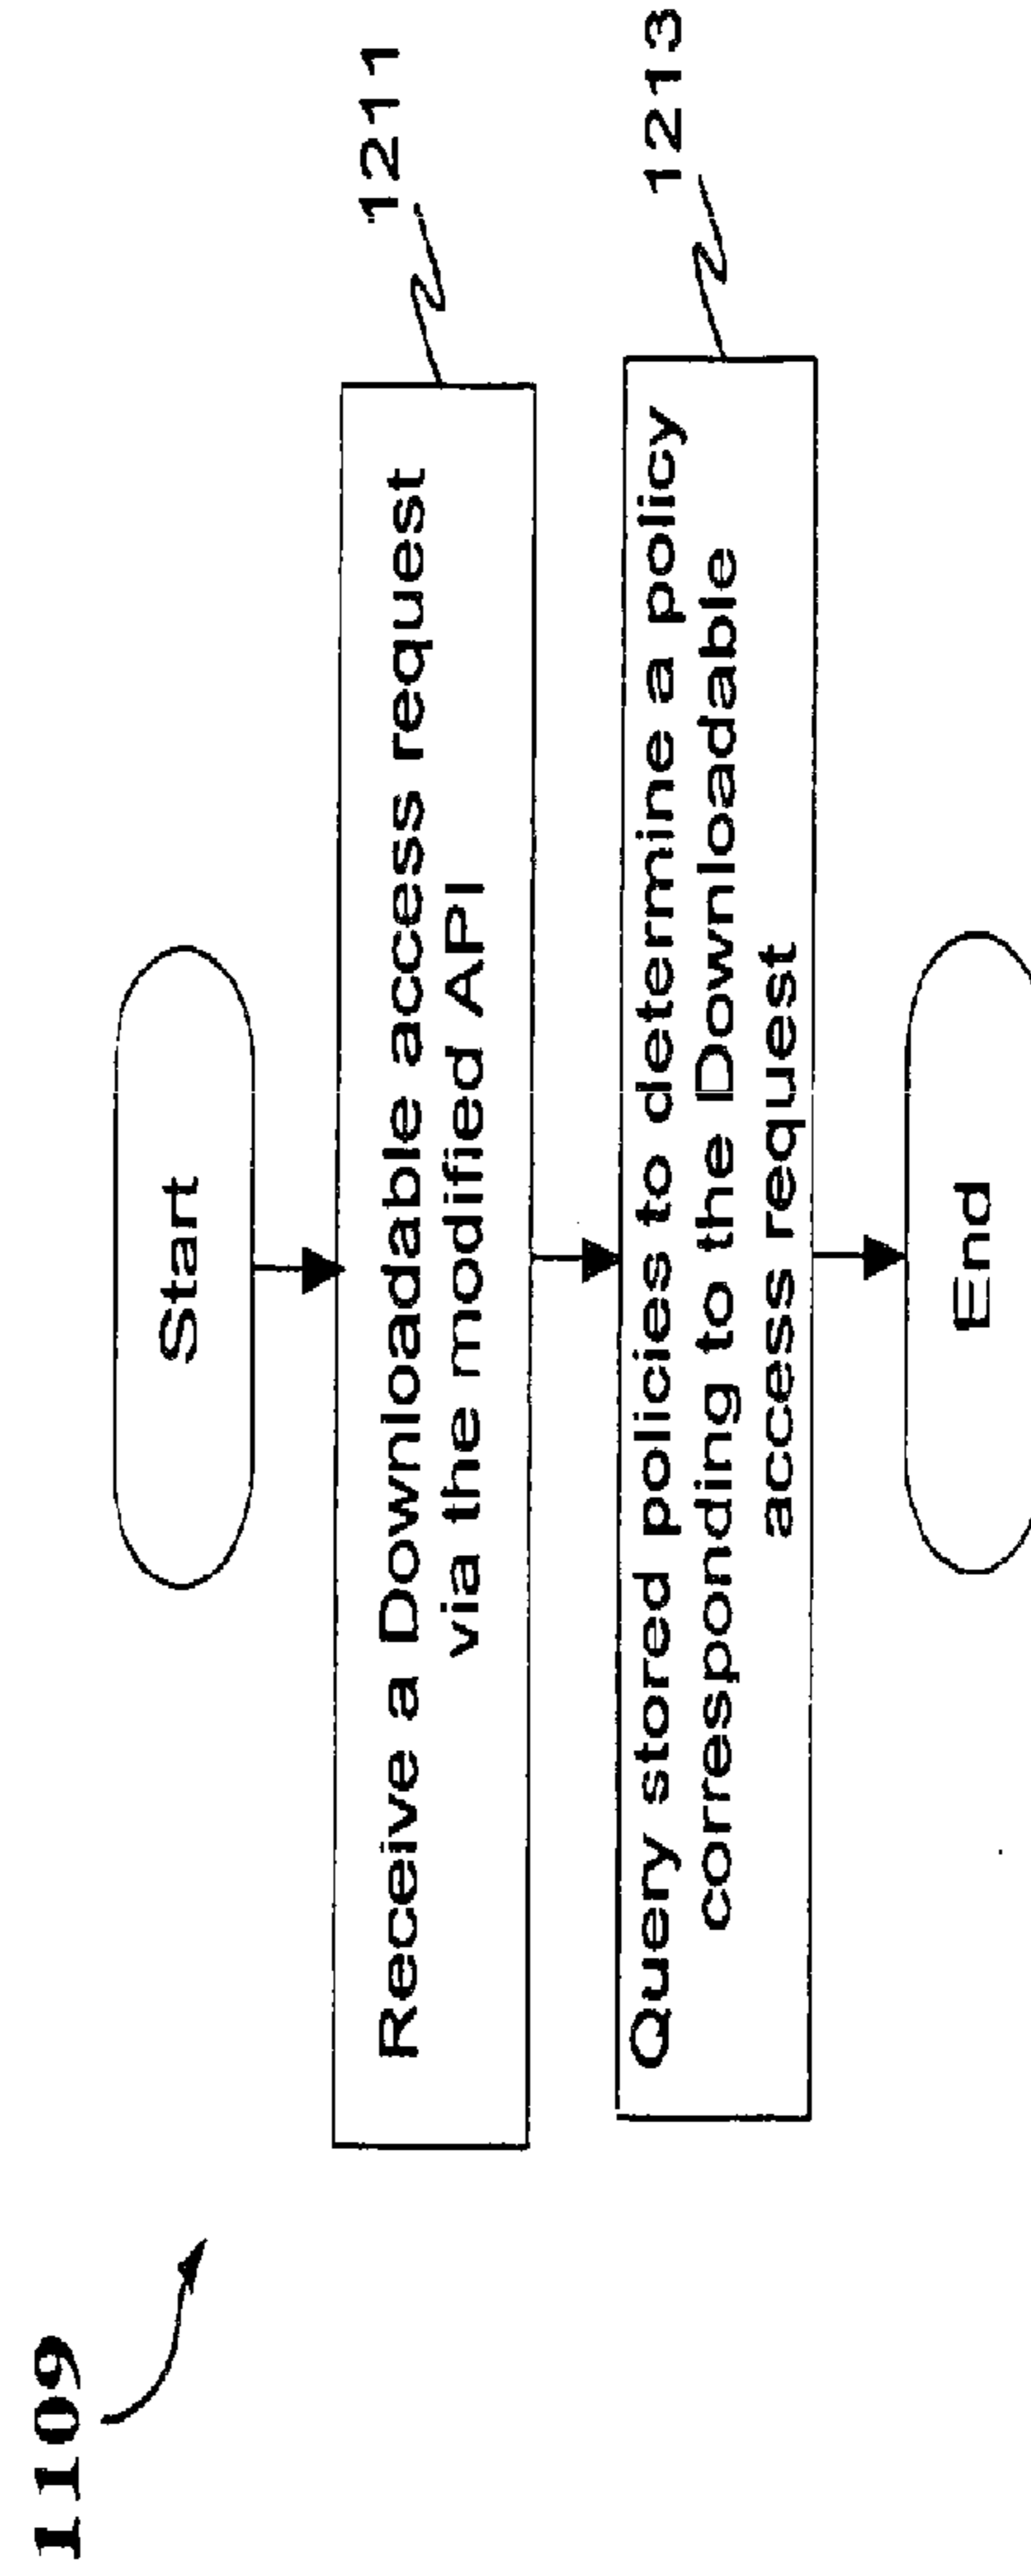 1109
Start
Receive a Downloadable access request
via the modified API
1211
Query stored policies to determine a policy
corresponding to the Downloadable
access request
1213
End